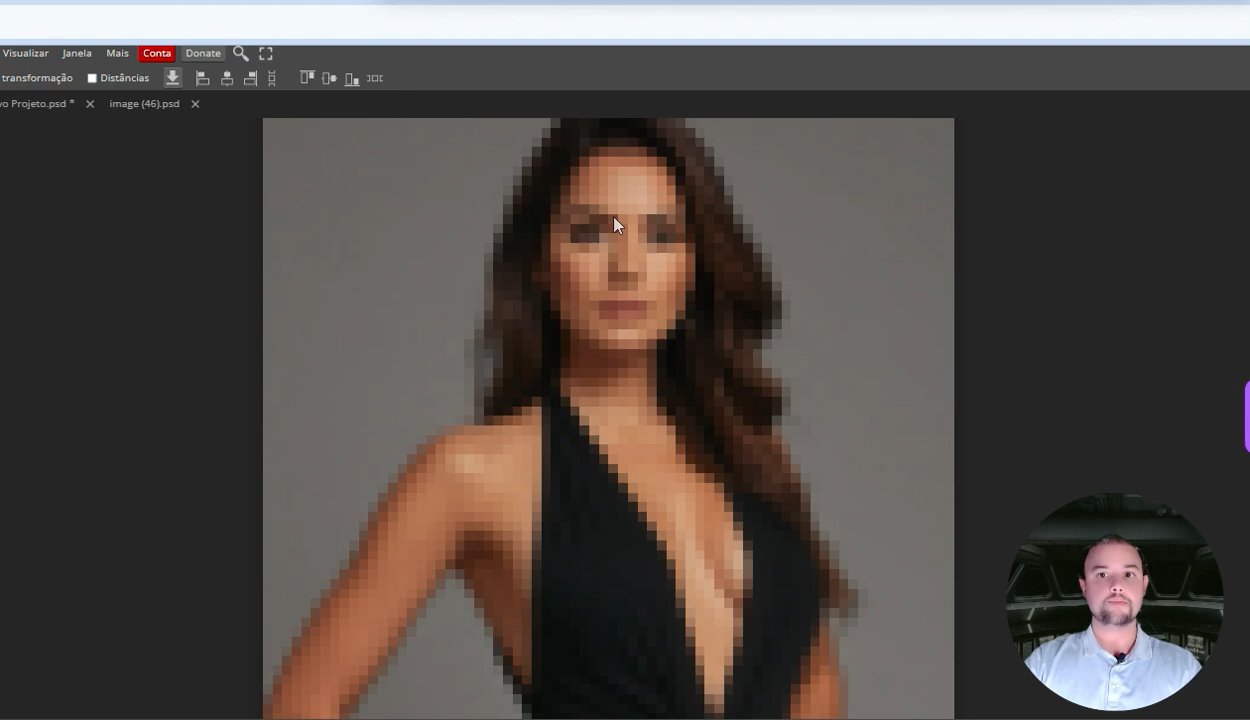 Visualizar Janela Mais Conta Donate
transformação Distâncias
vo Projeto.psd * image (46).psd